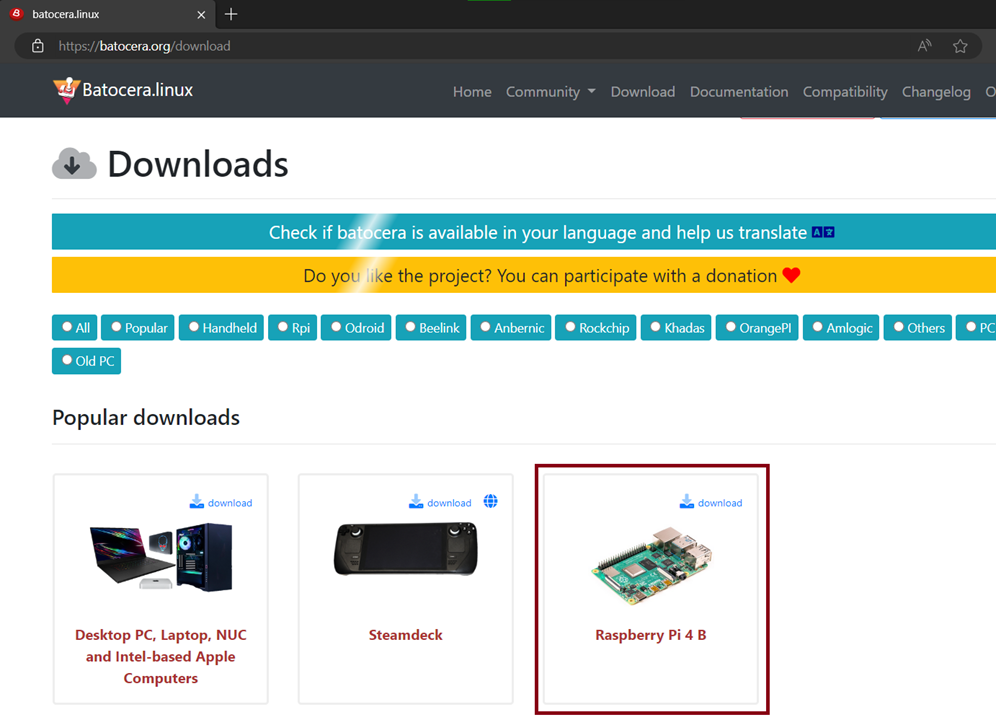 batocera.linux
https://batocera.org/download
Batocera.linux
Home Community Download Documentation Compatibility Changelog
Downloads
Check if batocera is available in your language and help us translate
Do you like the project? You can participate with a donation
All Popular Handheld Rpi Odroid Beelink Anbernic Rockchip Khadas OrangePI Amlogic Others PC
Old PC
Popular downloads
download download download
Desktop PC, Laptop, NUC
and Intel-based Apple
Computers
Steamdeck
Raspberry Pi 4 B